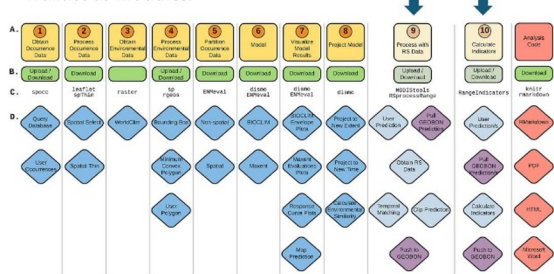 A.
1
Obtain
Occurrence
Data
2
Process
Occurrence
Data
3
Obtain
Environmental
Data
4
Process
Environmental
Data
5
Partition
Occurrence
Data
6
Model
7
Visualize
Model
Results
8
Project Model
9
Process with
RS Data
10
Calculate
Indicators
Analysis
Code
B.
Upload /
Download
Download
Upload /
Download
Download
Download
Download
Download
Upload /
Download
Upload /
Download
Download
C.
spocc
leaflet
spThin
raster
sp
rgeos
ENMeval
dismo
ENMeval
dismo
ENMeval
dismo
MODIStools
RSprocessRange
RangeIndicators
knitr
rmarkdown
D.
Query
Database
Spatial Select
WorldClim
Bounding Box
Non-spatial
BIOCLIM
BIOCLIM
Envelope
Plots
Project to
New Extent
User
Prediction
Pull
GEOBON
Prediction
User
Predictions
RMarkdown
User
Occurrences
Spatial Thin
Minimum
Convex
Polygon
Spatial
Maxent
Maxent
Evaluation
Plots
Project to
New Time
Obtain RS
Data
Pull
GEOBON
Predictions
PDF
User
Polygon
Response
Curve Plots
Calculate
Environmental
Similarity
Temporal
Matching
Clip Prediction
Calculate
Indicators
HTML
Map
Prediction
Push to
GEOBON
Push to
GEOBON
Microsoft
Word